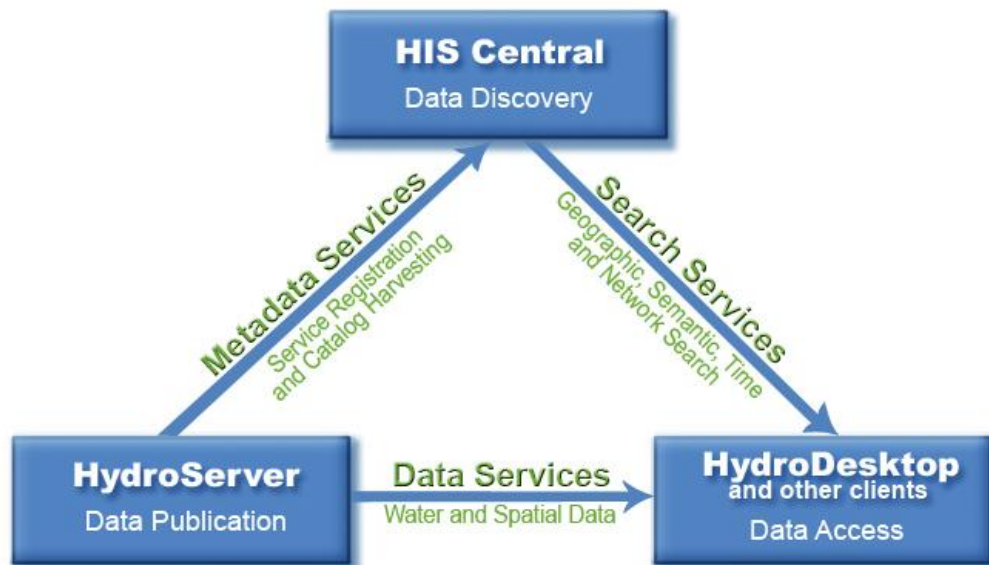 HIS Central
Data Discovery
Metadata Services
Service Registration
and Catalog Harvesting
Search Services
Geographic, Semantic, Time
and Network Search
HydroServer
Data Publication
Data Services
Water and Spatial Data
HydroDesktop
and other clients
Data Access